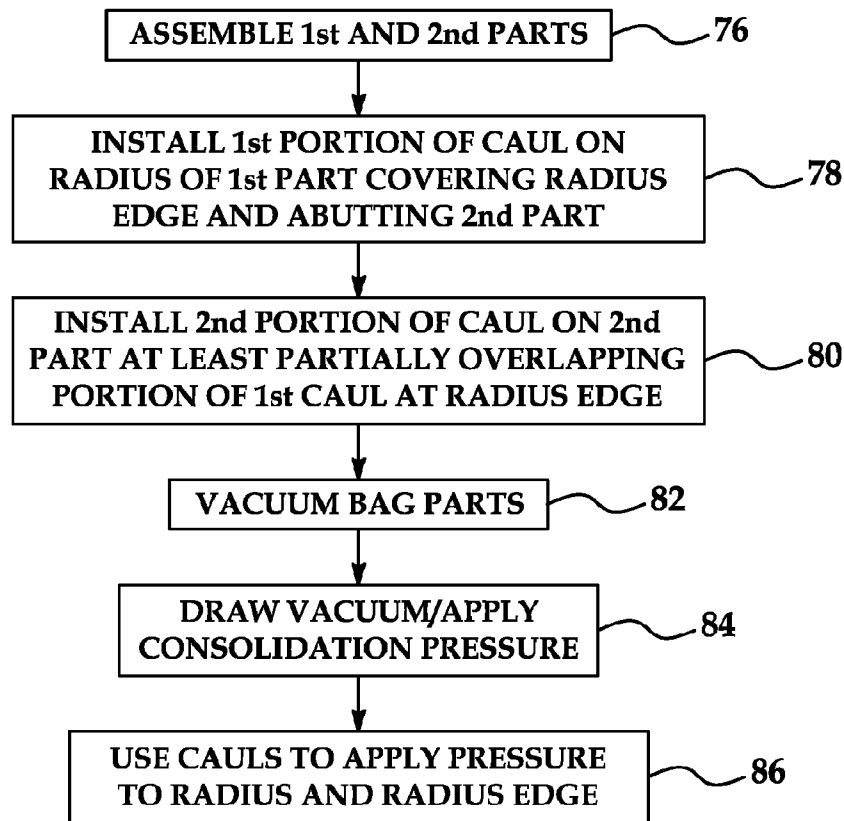 ASSEMBLE 1st AND 2nd PARTS
76
INSTALL 1st PORTION OF CAUL ON
RADIUS OF 1st PART COVERING RADIUS
EDGE AND ABUTTING 2nd PART
78
INSTALL 2nd PORTION OF CAUL ON 2nd
PART AT LEAST PARTIALLY OVERLAPPING
PORTION OF 1st CAUL AT RADIUS EDGE
80
VACUUM BAG PARTS
82
DRAW VACUUM/APPLY
CONSOLIDATION PRESSURE
84
USE CAULS TO APPLY PRESSURE
TO RADIUS AND RADIUS EDGE
86